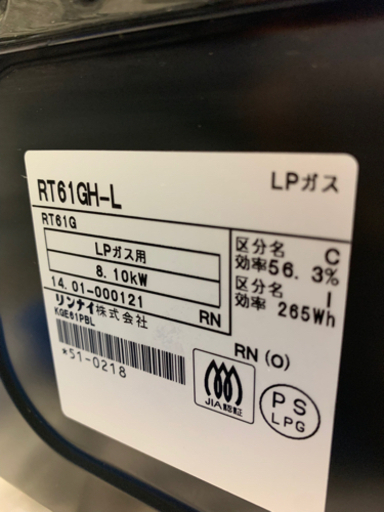 RT61GH-L
LPガス
RT61G
LPガス用
8.10kW
14.01-000121
RN
区分名 C
効率56.3%
区分名 I
効率 265Wh
リンナイ株式会社
KGE61PBL
*51-0218
RN (O)
JIA認証
PS
LPG